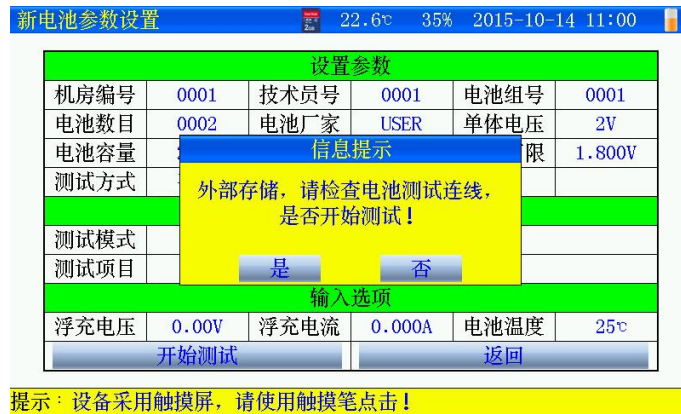 新电池参数设置 22.6℃ 35% 2015-10-14 11:00
设置参数
机房编号 0001 技术员号 0001 电池组号 0001
电池数目 0002 电池厂家 USER 单体电压 2V
电池容量 信息提示 限 1.800V
测试方式
外部存储，请检查电池测试连线，
是否开始测试！
测试模式
测试项目 是 否
输入选项
浮充电压 0.00V 浮充电流 0.000A 电池温度 25℃
开始测试 返回
提示：设备采用触摸屏，请使用触摸笔点击！